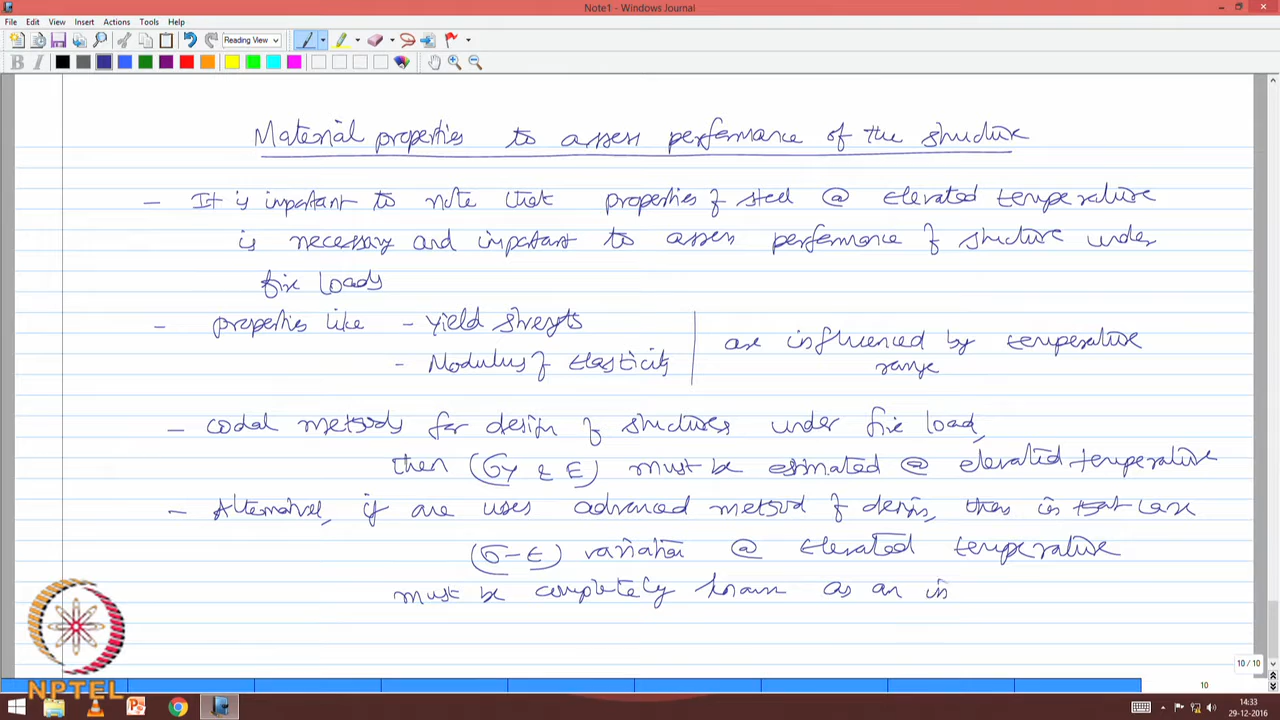 Note1 - Windows Journal
File Edit View Insert Actions Tools Help
Reading View
B I
Material properties to assess performance of the structure
- It is important to note that properties of steel @ elevated temperature
is necessary and important to assess performance of structure under
fire loads
- properties like - Yield strength
- Modulus of elasticity
are influenced by temperature
range
- codal methods for design of structures under fire load,
then (σy & E) must be estimated @ elevated temperature
- Alternately, if one uses advanced method of design, then in that case
(σ-ε) variation @ elevated temperature
must be completely known as an in
10 / 10
10
NPTEL
14:33
29-12-2016